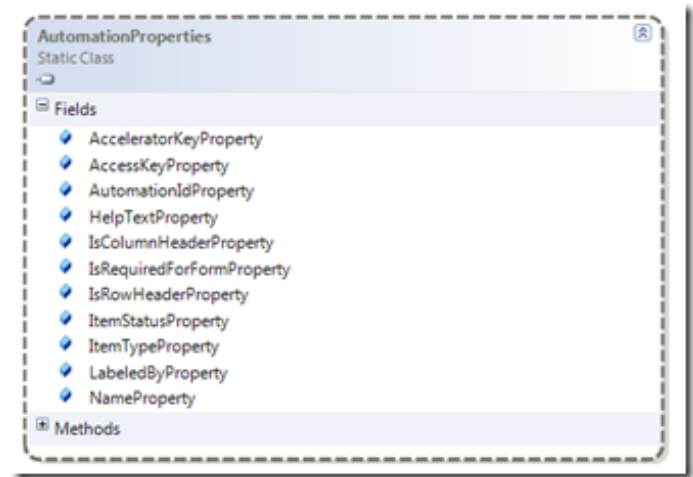 AutomationProperties
Static Class
Fields
AcceleratorKeyProperty
AccessKeyProperty
AutomationIdProperty
HelpTextProperty
IsColumnHeaderProperty
IsRequiredForFormProperty
IsRowHeaderProperty
ItemStatusProperty
ItemTypeProperty
LabeledByProperty
NameProperty
Methods